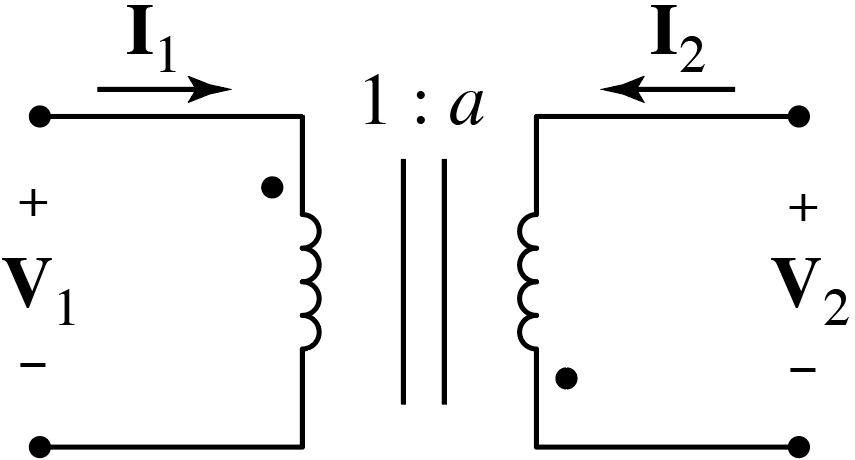 I1 I2
1 : a
+ +
V1 V2
− −